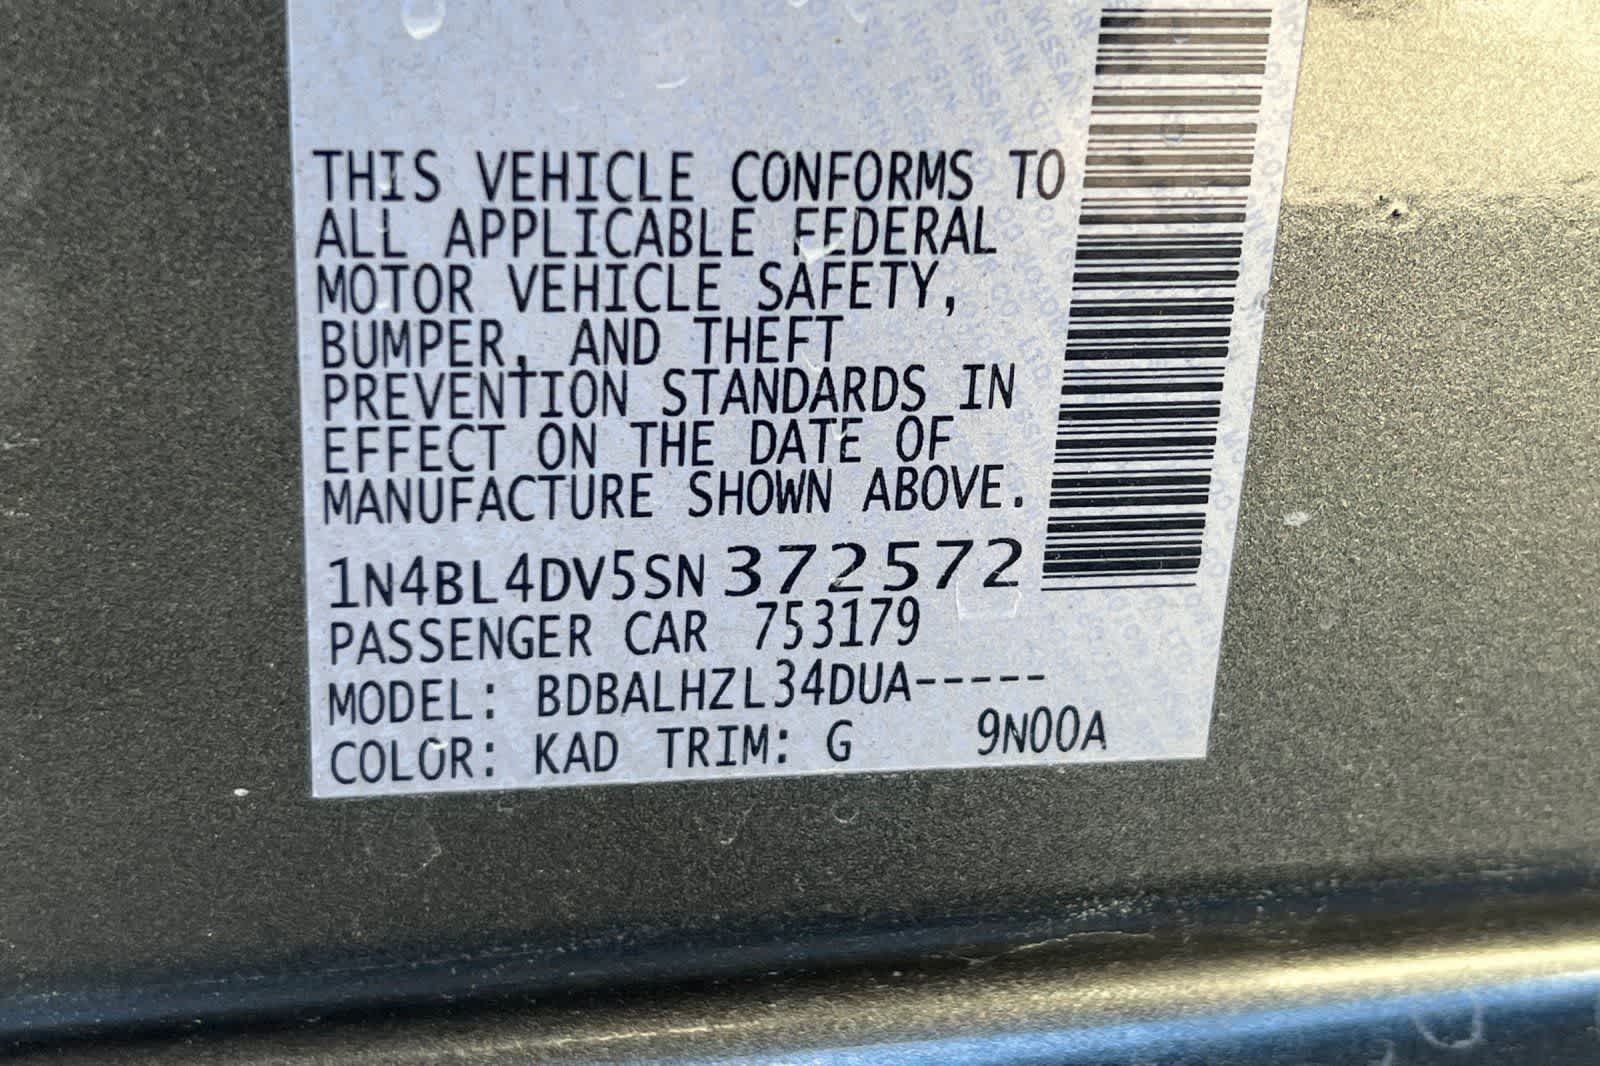 THIS VEHICLE CONFORMS TO
ALL APPLICABLE FEDERAL
MOTOR VEHICLE SAFETY,
BUMPER, AND THEFT
PREVENTION STANDARDS IN
EFFECT ON THE DATE OF
MANUFACTURE SHOWN ABOVE.
1N4BL4DV5SN372572
PASSENGER CAR 753179
MODEL: BDBALHZL34DUA-----
COLOR: KAD TRIM: G 9N00A